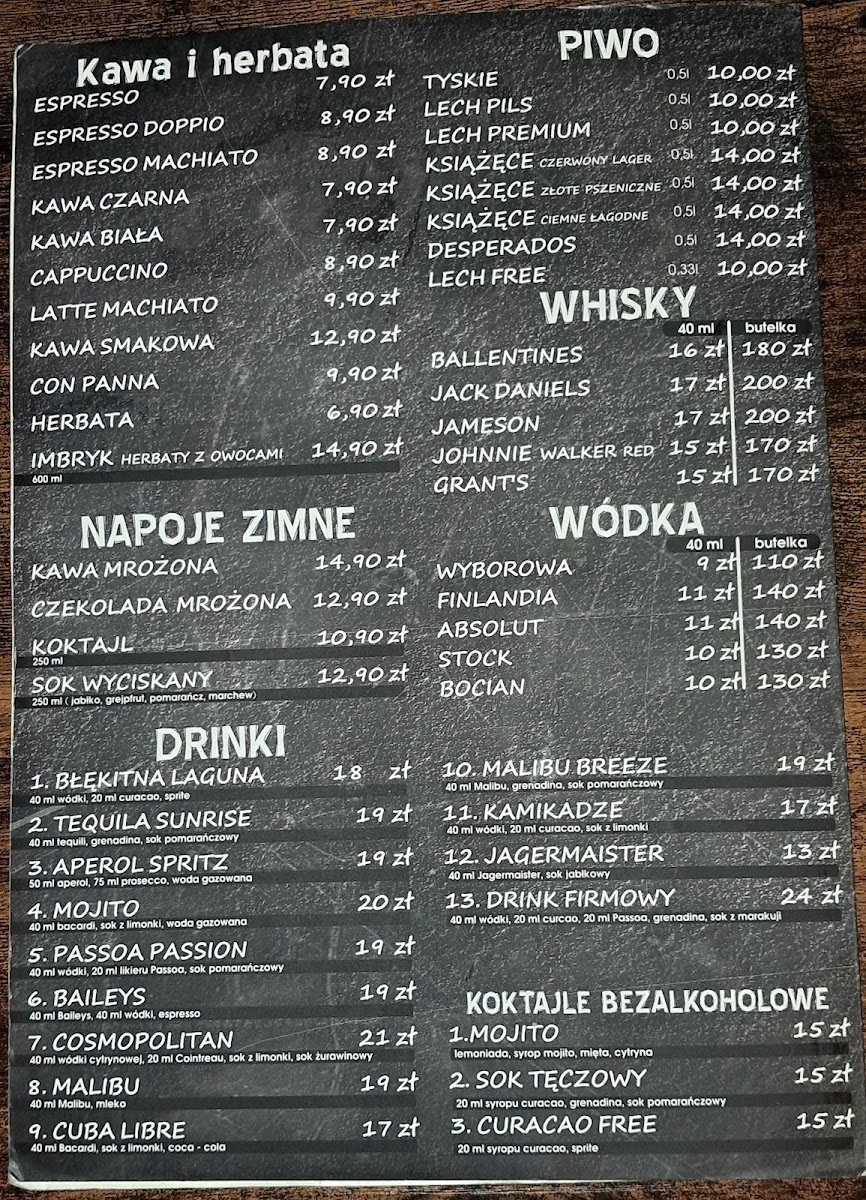 Kawa i herbata
ESPRESSO 7,90 zł
ESPRESSO DOPPIO 8,90 zł
ESPRESSO MACHIATO 8,90 zł
KAWA CZARNA 7,90 zł
KAWA BIAŁA 7,90 zł
CAPPUCCINO 8,90 zł
LATTE MACHIATO 9,90 zł
KAWA SMAKOWA 12,90 zł
CON PANNA 9,90 zł
HERBATA 6,90 zł
IMBRYK HERBATY Z OWOCAMI 14,90 zł
600 ml
NAPOJE ZIMNE
KAWA MROŻONA 14,90 zł
CZEKOLADA MROŻONA 12,90 zł
KOKTAJL 10,90 zł
250 ml
SOK WYCISKANY 12,90 zł
250 ml ( jabłko, grejpfrut, pomarańcz, marchew)
PIWO
TYSKIE 0,5l 10,00 zł
LECH PILS 0,5l 10,00 zł
LECH PREMIUM 0,5l 10,00 zł
KSIĄŻĘCE CZERWONY LAGER 0,5l 14,00 zł
KSIĄŻĘCE ZŁOTE PSZENICZNE 0,5l 14,00 zł
KSIĄŻĘCE CIEMNE ŁAGODNE 0,5l 14,00 zł
DESPERADOS 0,5l 14,00 zł
LECH FREE 0,33l 10,00 zł
WHISKY
40 ml butelka
BALLENTINES 16 zł 180 zł
JACK DANIELS 17 zł 200 zł
JAMESON 17 zł 200 zł
JOHNNIE WALKER RED 15 zł 170 zł
GRANT'S 15 zł 170 zł
WÓDKA
40 ml butelka
WYBOROWA 9 zł 110 zł
FINLANDIA 11 zł 140 zł
ABSOLUT 11 zł 140 zł
STOCK 10 zł 130 zł
BOCIAN 10 zł 130 zł
DRINKI
1. BŁĘKITNA LAGUNA 18 zł
40 ml wódki, 20 ml curacao, sprite
2. TEQUILA SUNRISE 19 zł
40 ml tequili, grenadina, sok pomarańczowy
3. APEROL SPRITZ 19 zł
50 ml aperol, 75 ml prosecco, woda gazowana
4. MOJITO 20 zł
40 ml bacardi, sok z limonki, woda gazowana
5. PASSOA PASSION 19 zł
40 ml wódki, 20 ml likieru Passoa, sok pomarańczowy
6. BAILEYS 19 zł
40 ml Baileys, 40 ml wódki, espresso
7. COSMOPOLITAN 21 zł
40 ml wódki cytrynowej, 20 ml Cointreau, sok z limonki, sok żurawinowy
8. MALIBU 19 zł
40 ml Malibu, mleko
9. CUBA LIBRE 17 zł
40 ml Bacardi, sok z limonki, coca - cola
10. MALIBU BREEZE 19 zł
40 ml Malibu, grenadina, sok pomarańczowy
11. KAMIKADZE 17 zł
40 ml wódki, 20 ml curacao, sok z limonki
12. JAGERMAISTER 13 zł
40 ml Jagermaister, sok jabłkowy
13. DRINK FIRMOWY 24 zł
40 ml wódki, 20 ml curcao, 20 ml Passoa, grenadina, sok z marakuji
KOKTAJLE BEZALKOHOLOWE
1.MOJITO 15 zł
lemoniada, syrop mojito, mięta, cytryna
2. SOK TĘCZOWY 15 zł
20 ml syropu curacao, grenadina, sok pomarańczowy
3. CURACAO FREE 15 zł
20 ml syropu curacao, sprite